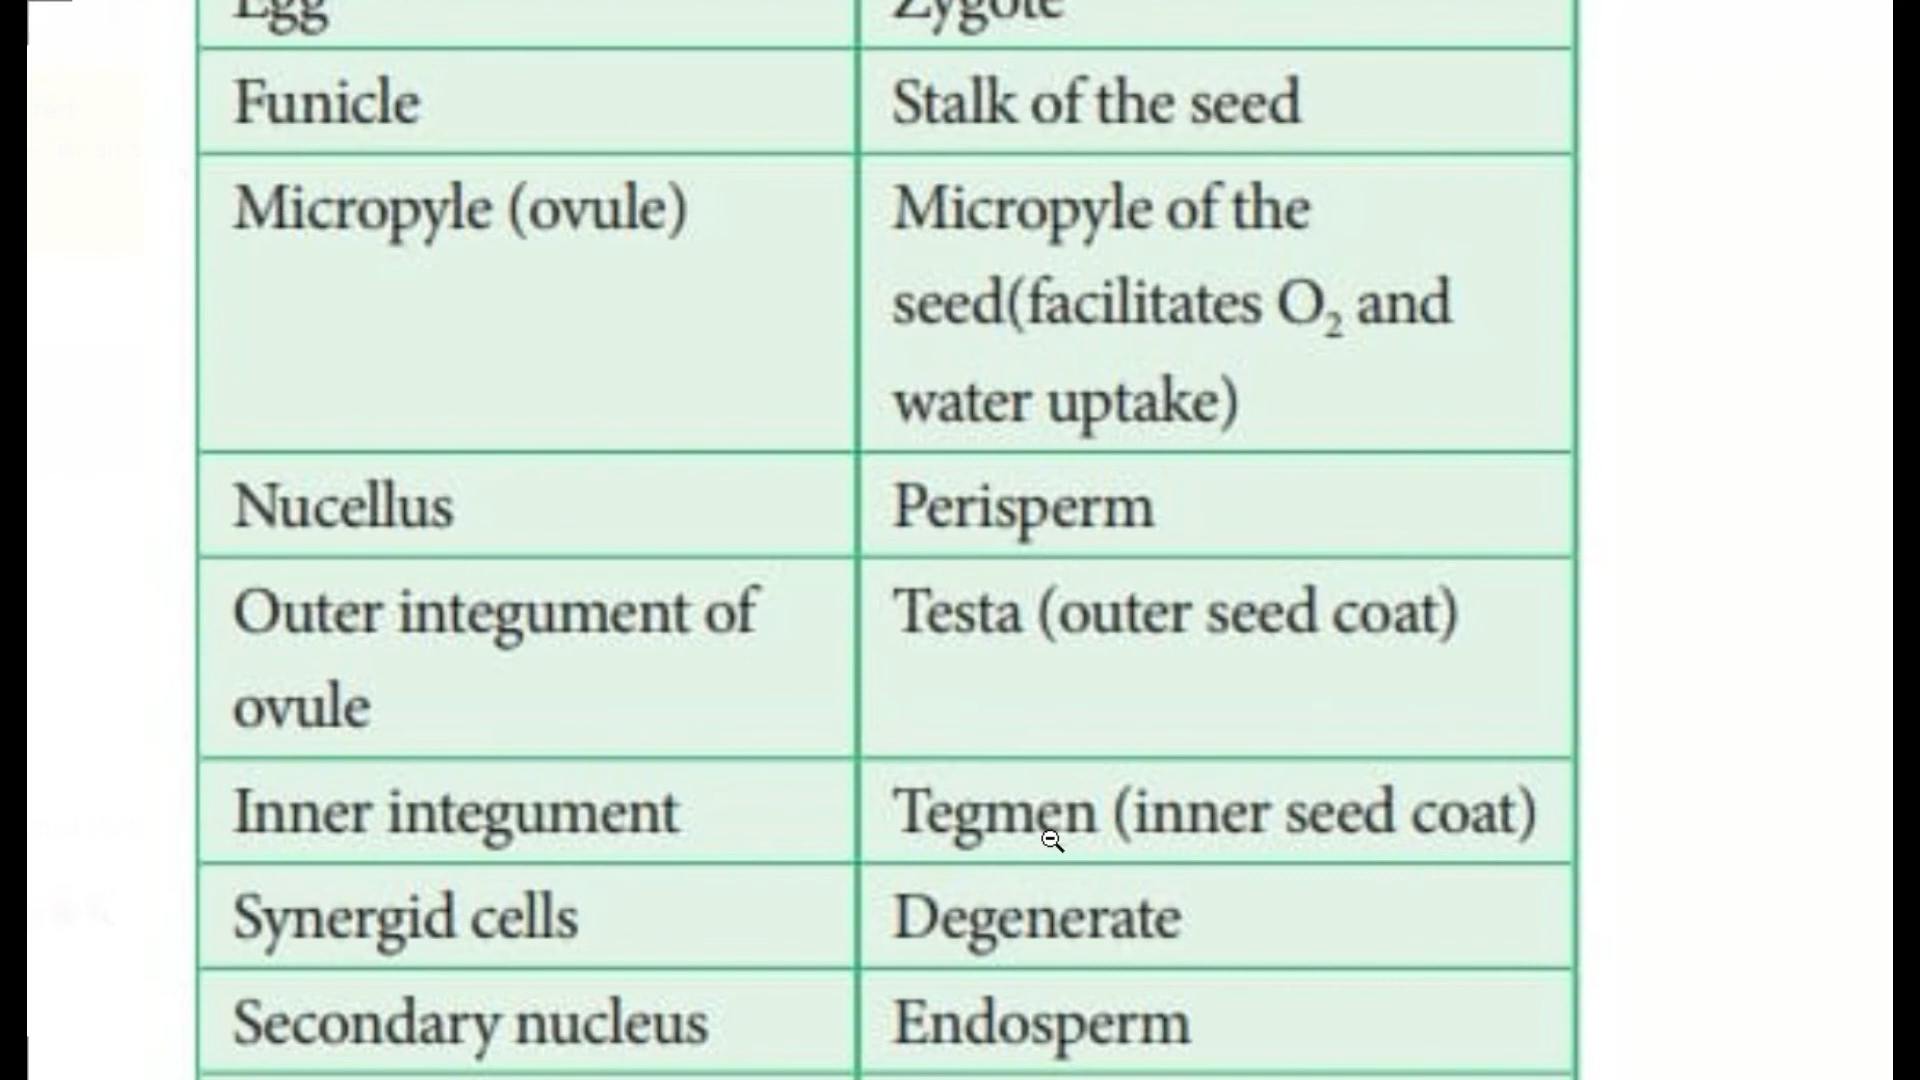 Egg
Zygote
Funicle
Stalk of the seed
Micropyle (ovule)
Micropyle of the
seed(facilitates O₂ and
water uptake)
Nucellus
Perisperm
Outer integument of
ovule
Testa (outer seed coat)
Inner integument
Tegmen (inner seed coat)
Synergid cells
Degenerate
Secondary nucleus
Endosperm